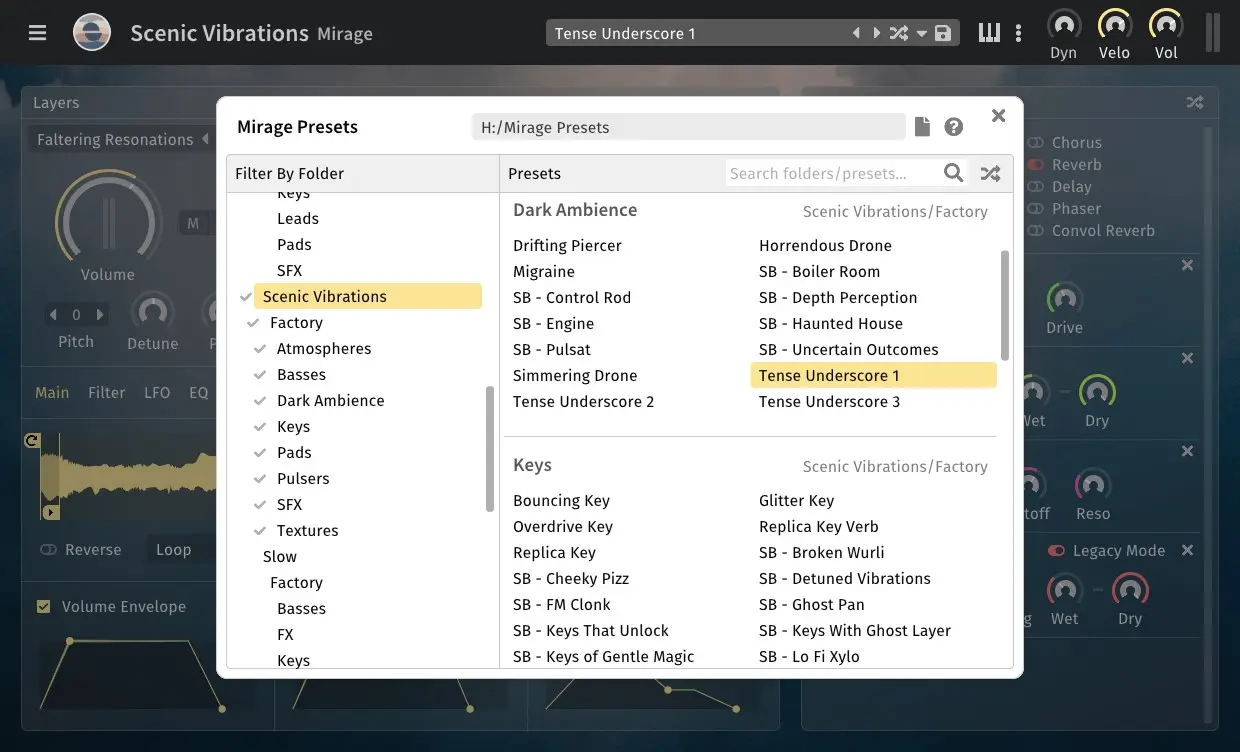 Scenic Vibrations Mirage
Tense Underscore 1
Dyn
Velo
Vol
Layers
Faltering Resonations
M
Volume
0
Pitch
Detune
Main
Filter
LFO
EQ
Reverse
Loop
Volume Envelope
Mirage Presets
H:/Mirage Presets
Filter By Folder
Keys
Leads
Pads
SFX
Scenic Vibrations
Factory
Atmospheres
Basses
Dark Ambience
Keys
Pads
Pulsers
SFX
Textures
Slow
Factory
Basses
FX
Keys
Presets
Search folders/presets...
Dark Ambience
Scenic Vibrations/Factory
Drifting Piercer
Horrendous Drone
Migraine
SB - Boiler Room
SB - Control Rod
SB - Depth Perception
SB - Engine
SB - Haunted House
SB - Pulsat
SB - Uncertain Outcomes
Simmering Drone
Tense Underscore 1
Tense Underscore 2
Tense Underscore 3
Keys
Scenic Vibrations/Factory
Bouncing Key
Glitter Key
Overdrive Key
Replica Key Verb
Replica Key
SB - Broken Wurli
SB - Cheeky Pizz
SB - Detuned Vibrations
SB - FM Clonk
SB - Ghost Pan
SB - Keys That Unlock
SB - Keys With Ghost Layer
SB - Keys of Gentle Magic
SB - Lo Fi Xylo
Chorus
Reverb
Delay
Phaser
Convol Reverb
Drive
Wet
Dry
toff
Reso
Legacy Mode
g
Wet
Dry